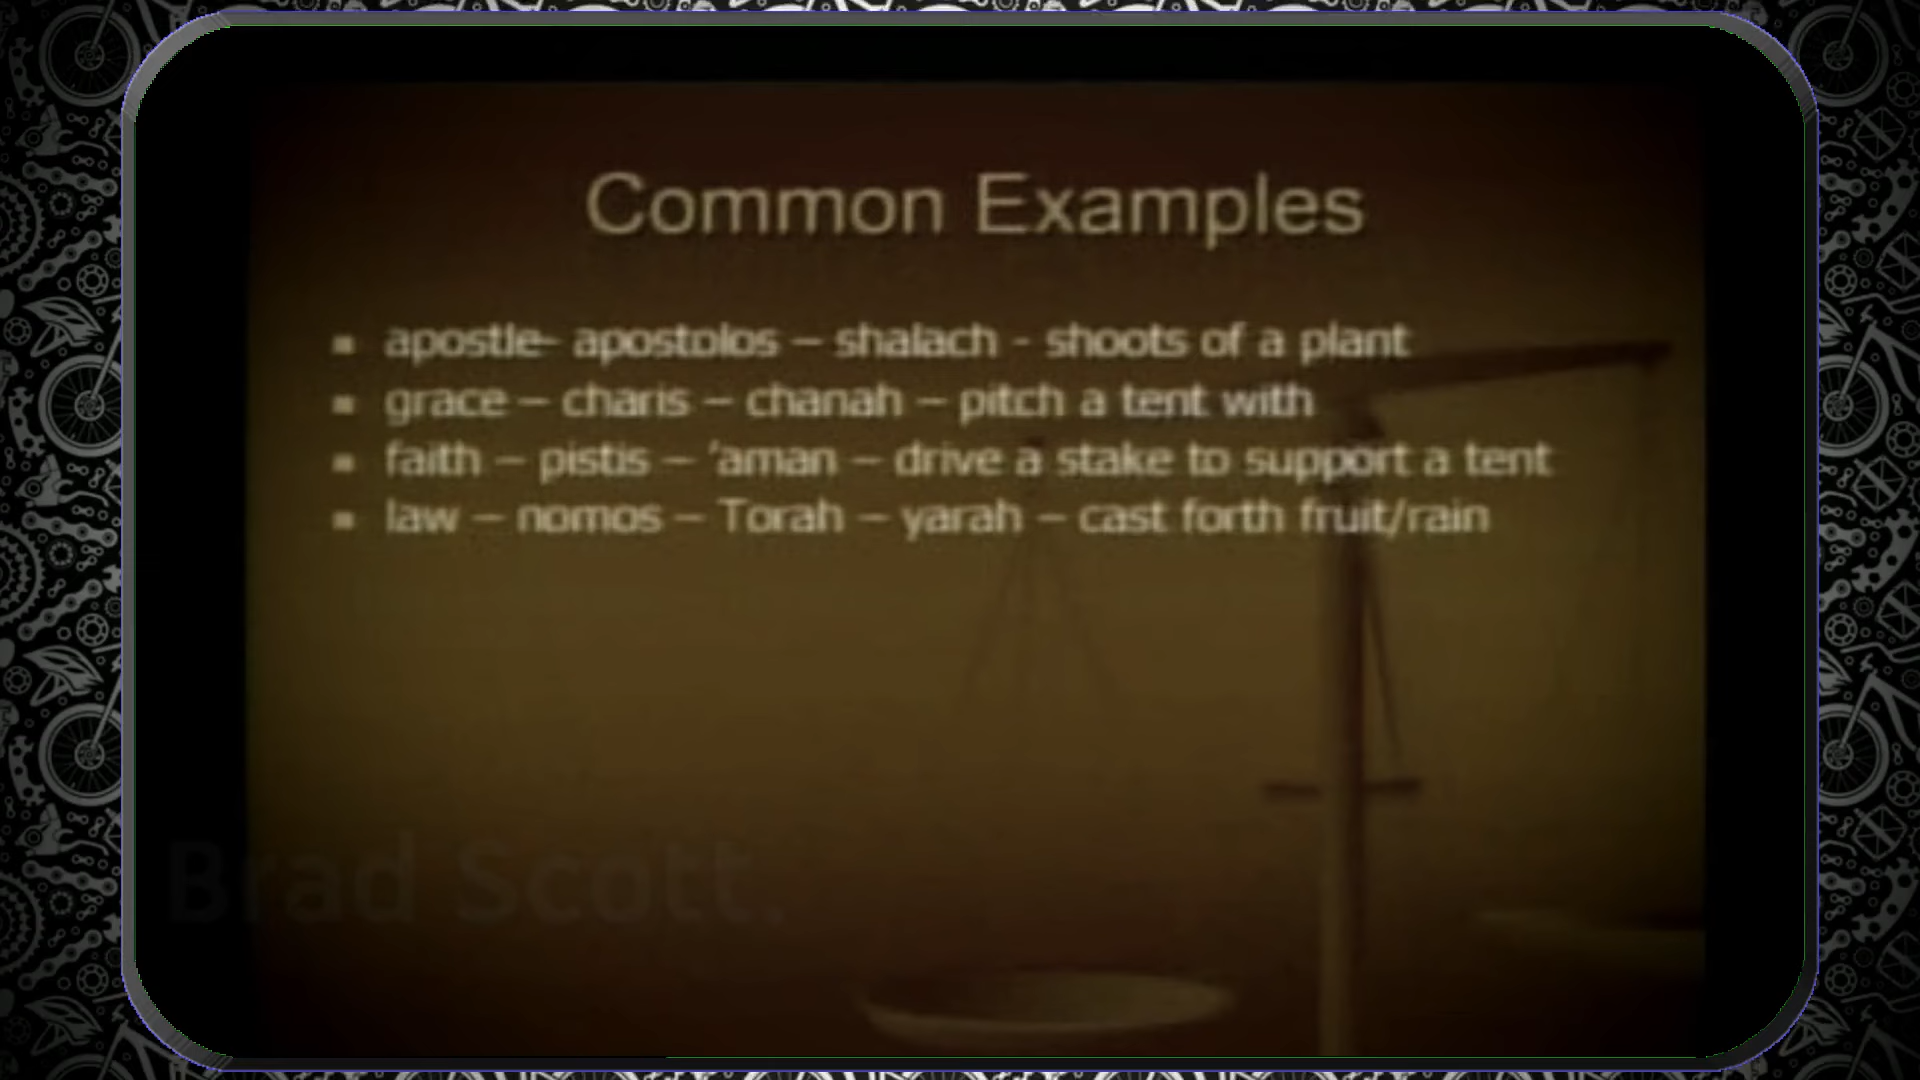 Common Examples
▪ apostle- apostolos – shalach - shoots of a plant
▪ grace – charis – chanah – pitch a tent with
▪ faith – pistis – 'aman – drive a stake to support a tent
▪ law – nomos – Torah – yarah – cast forth fruit/rain
Brad Scott.